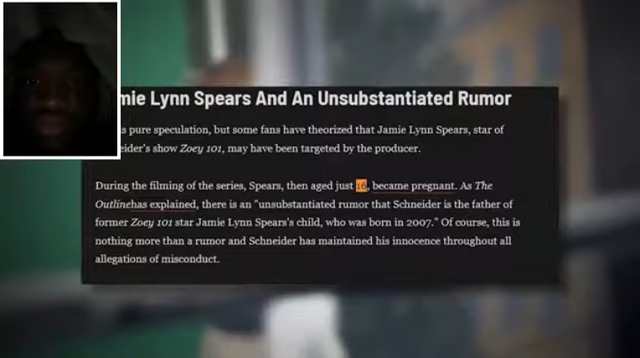 mie Lynn Spears And An Unsubstantiated Rumor
s pure speculation, but some fans have theorized that Jamie Lynn Spears, star of
eider's show Zoey 101, may have been targeted by the producer.
During the filming of the series, Spears, then aged just 16, became pregnant. As The
Outlinehas explained, there is an "unsubstantiated rumor that Schneider is the father of
former Zoey 101 star Jamie Lynn Spears's child, who was born in 2007." Of course, this is
nothing more than a rumor and Schneider has maintained his innocence throughout all
allegations of misconduct.